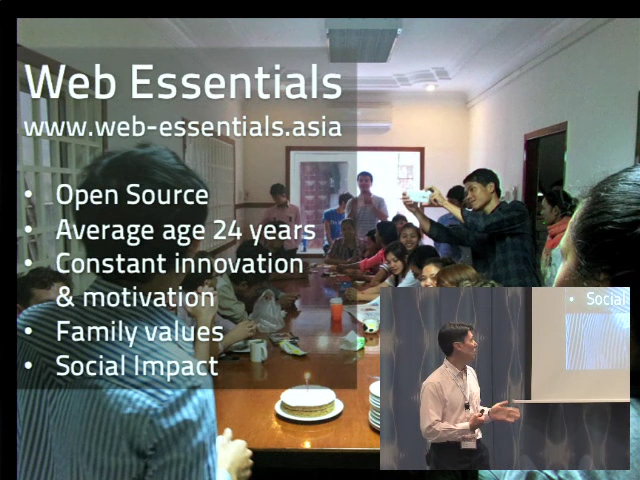 Web Essentials
www.web-essentials.asia
• Open Source
• Average age 24 years
• Constant innovation
& motivation
• Family values
• Social Impact
• Social